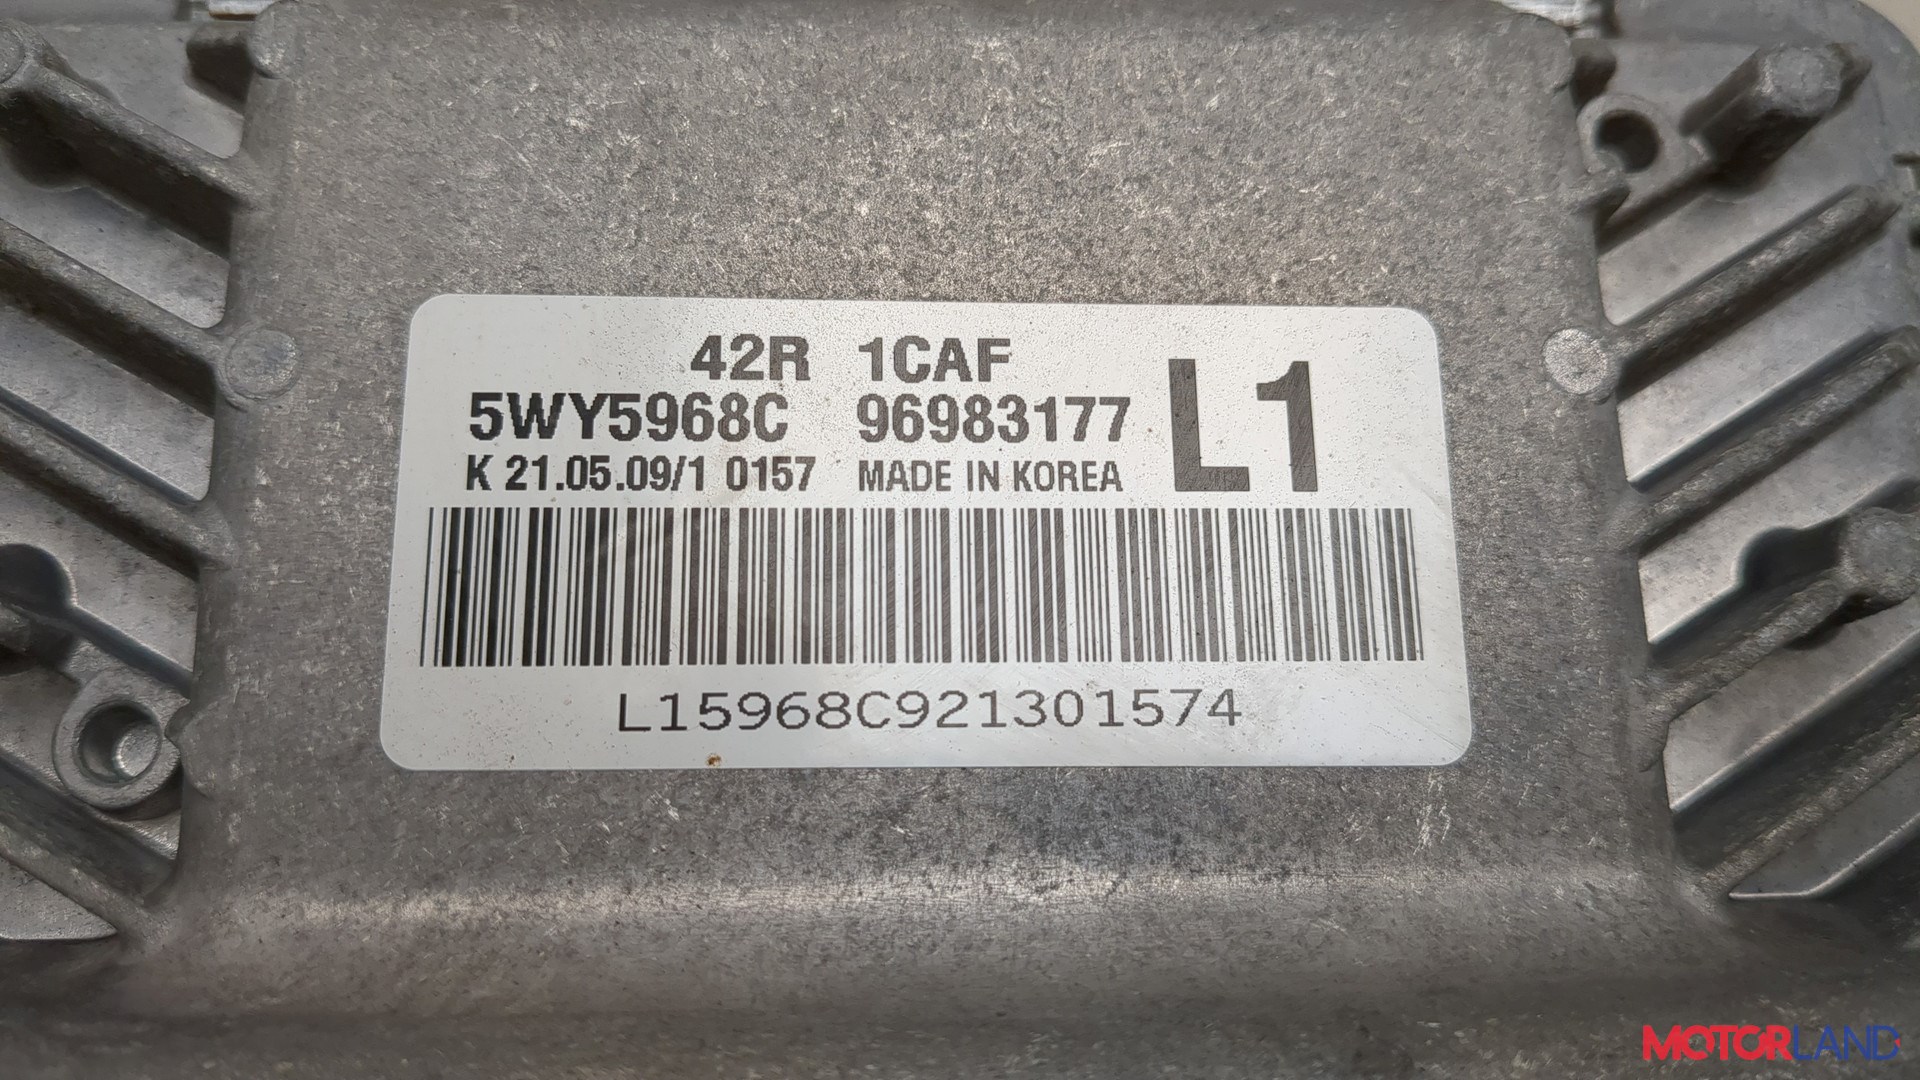 42R 1CAF
5WY5968C 96983177 L1
K 21.05.09/1 0157 MADE IN KOREA
L15968C921301574
MOTORLAND